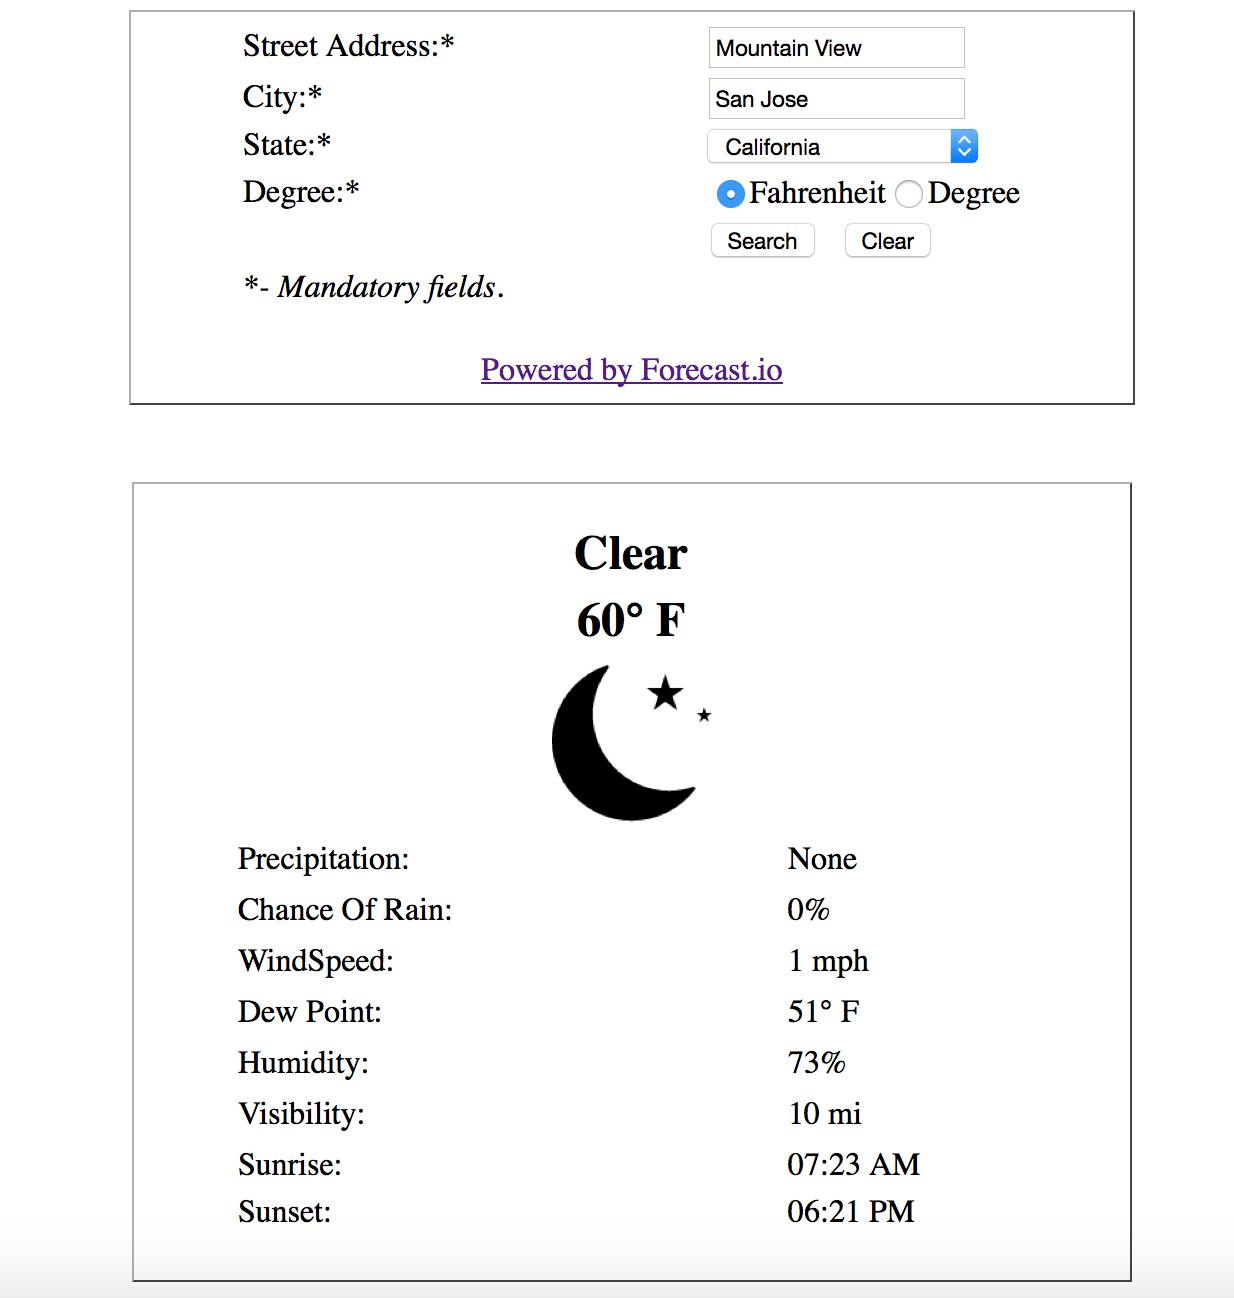 Street Address:* Mountain View
City:* San Jose
State:* California
Degree:* Fahrenheit Degree
Search Clear
*- Mandatory fields.
Powered by Forecast.io
Clear
60° F
Precipitation: None
Chance Of Rain: 0%
WindSpeed: 1 mph
Dew Point: 51° F
Humidity: 73%
Visibility: 10 mi
Sunrise: 07:23 AM
Sunset: 06:21 PM